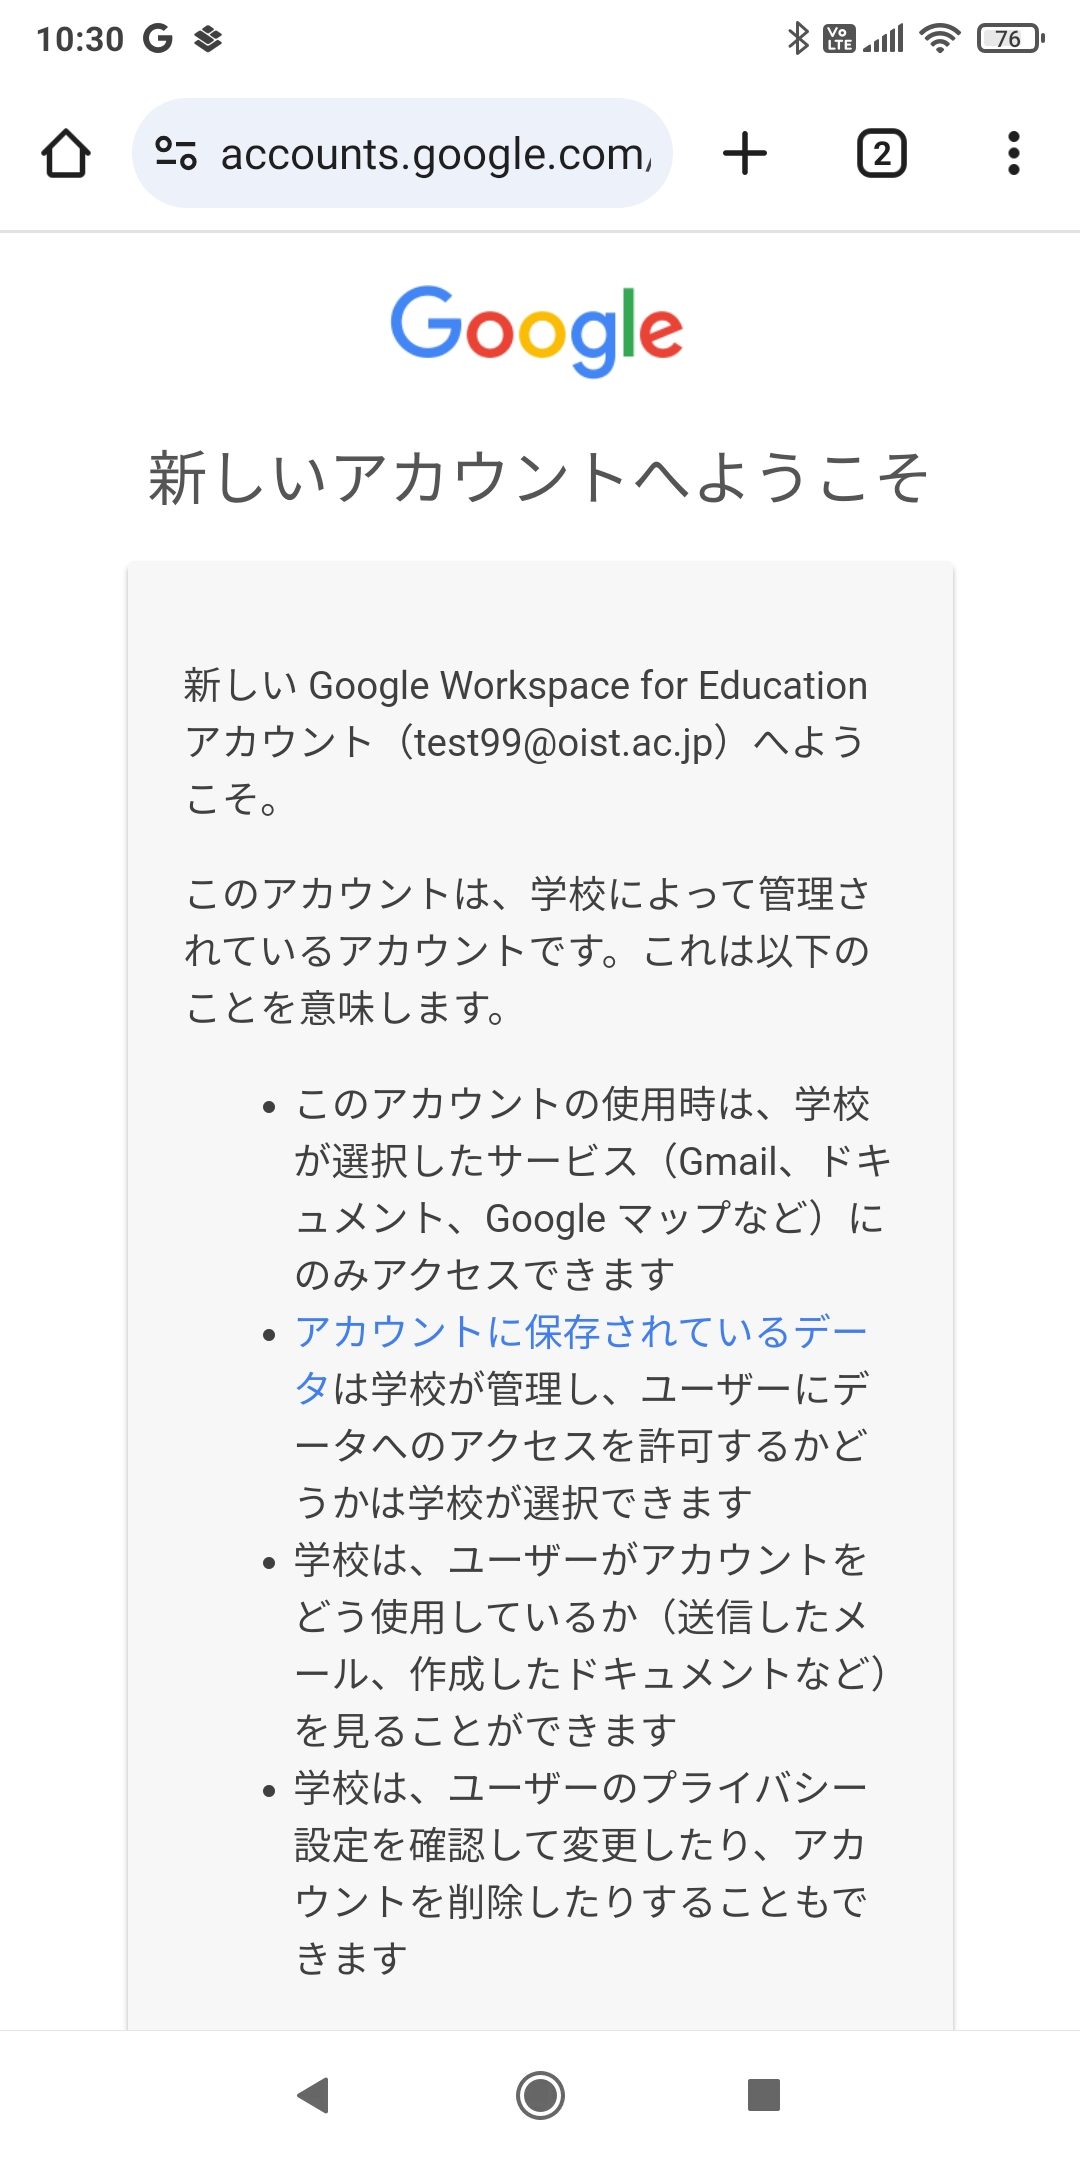 10:30
Vo LTE
76
accounts.google.com/
2
Google
新しいアカウントへようこそ
新しい Google Workspace for Education
アカウント（test99@oist.ac.jp）へよう
こそ。
このアカウントは、学校によって管理さ
れているアカウントです。これは以下の
ことを意味します。
• このアカウントの使用時は、学校
が選択したサービス（Gmail、ドキ
ュメント、Google マップなど）に
のみアクセスできます
• アカウントに保存されているデー
タは学校が管理し、ユーザーにデ
ータへのアクセスを許可するかど
うかは学校が選択できます
• 学校は、ユーザーがアカウントを
どう使用しているか（送信したメ
ール、作成したドキュメントなど）
を見ることができます
• 学校は、ユーザーのプライバシー
設定を確認して変更したり、アカ
ウントを削除したりすることもで
きます